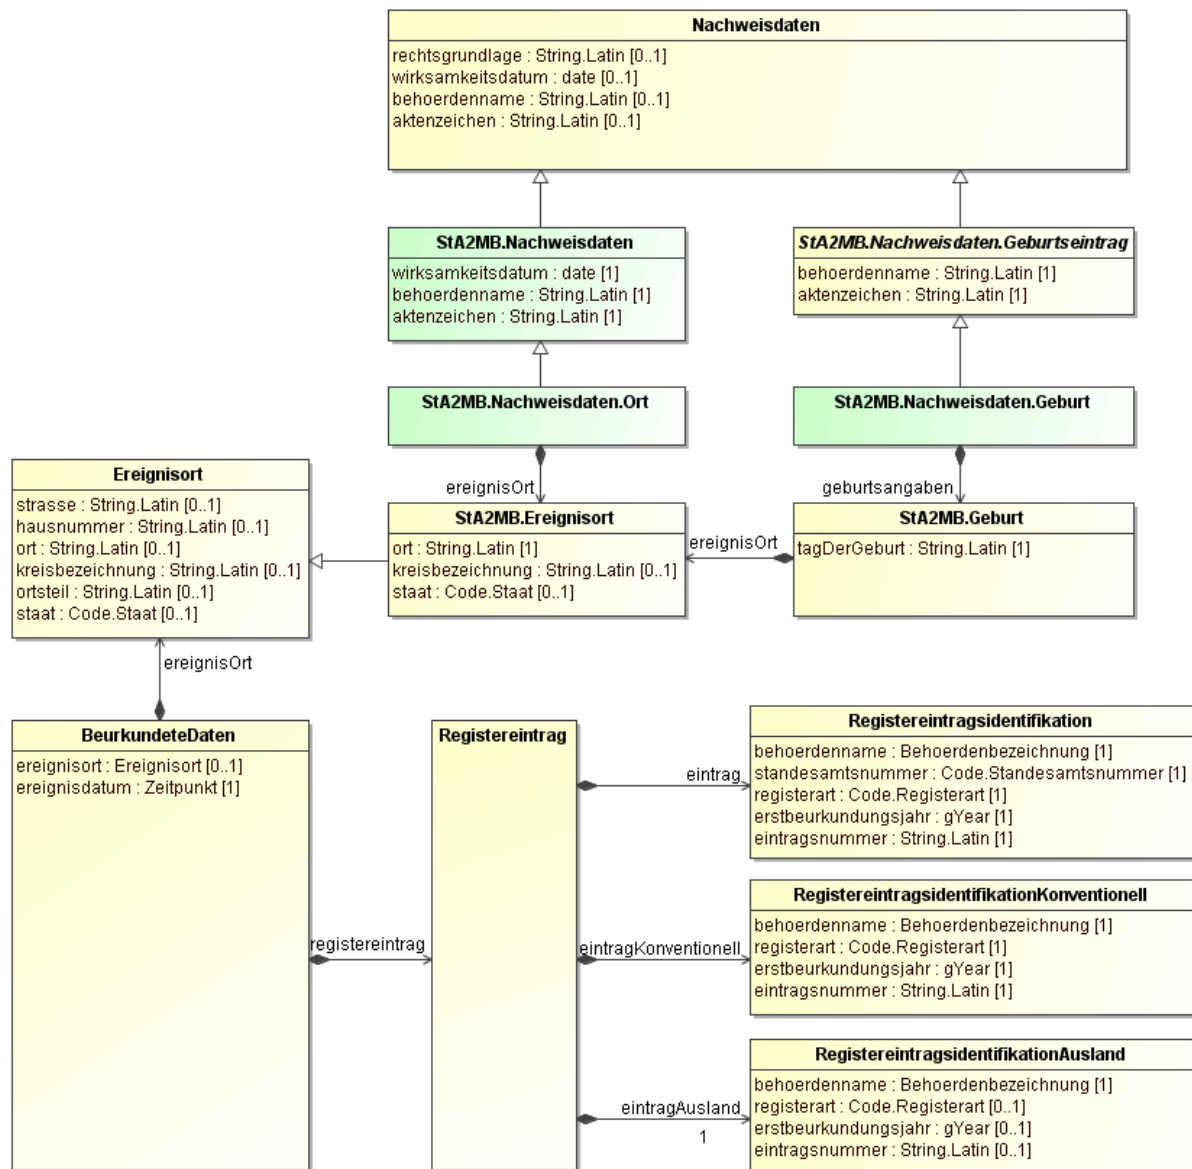 Nachweisdaten
rechtsgrundlage : String.Latin [0..1]
wirksamkeitsdatum : date [0..1]
behoerdenname : String.Latin [0..1]
aktenzeichen : String.Latin [0..1]
StA2MB.Nachweisdaten
wirksamkeitsdatum : date [1]
behoerdenname : String.Latin [1]
aktenzeichen : String.Latin [1]
StA2MB.Nachweisdaten.Geburtseintrag
behoerdenname : String.Latin [1]
aktenzeichen : String.Latin [1]
StA2MB.Nachweisdaten.Ort
StA2MB.Nachweisdaten.Geburt
ereignisOrt
geburtsangaben
Ereignisort
strasse : String.Latin [0..1]
hausnummer : String.Latin [0..1]
ort : String.Latin [0..1]
kreisbezeichnung : String.Latin [0..1]
ortsteil : String.Latin [0..1]
staat : Code.Staat [0..1]
StA2MB.Ereignisort
ort : String.Latin [1]
kreisbezeichnung : String.Latin [0..1]
staat : Code.Staat [0..1]
ereignisOrt
StA2MB.Geburt
tagDerGeburt : String.Latin [1]
ereignisOrt
BeurkundeteDaten
ereignisort : Ereignisort [0..1]
ereignisdatum : Zeitpunkt [1]
registereintrag
Registereintrag
eintrag
Registereintragsidentifikation
behoerdenname : Behoerdenbezeichnung [1]
standesamtsnummer : Code.Standesamtsnummer [1]
registerart : Code.Registerart [1]
erstbeurkundungsjahr : gYear [1]
eintragsnummer : String.Latin [1]
eintragKonventionell
RegistereintragsidentifikationKonventionell
behoerdenname : Behoerdenbezeichnung [1]
registerart : Code.Registerart [1]
erstbeurkundungsjahr : gYear [1]
eintragsnummer : String.Latin [1]
eintragAusland
1
RegistereintragsidentifikationAusland
behoerdenname : Behoerdenbezeichnung [1]
registerart : Code.Registerart [0..1]
erstbeurkundungsjahr : gYear [0..1]
eintragsnummer : String.Latin [0..1]